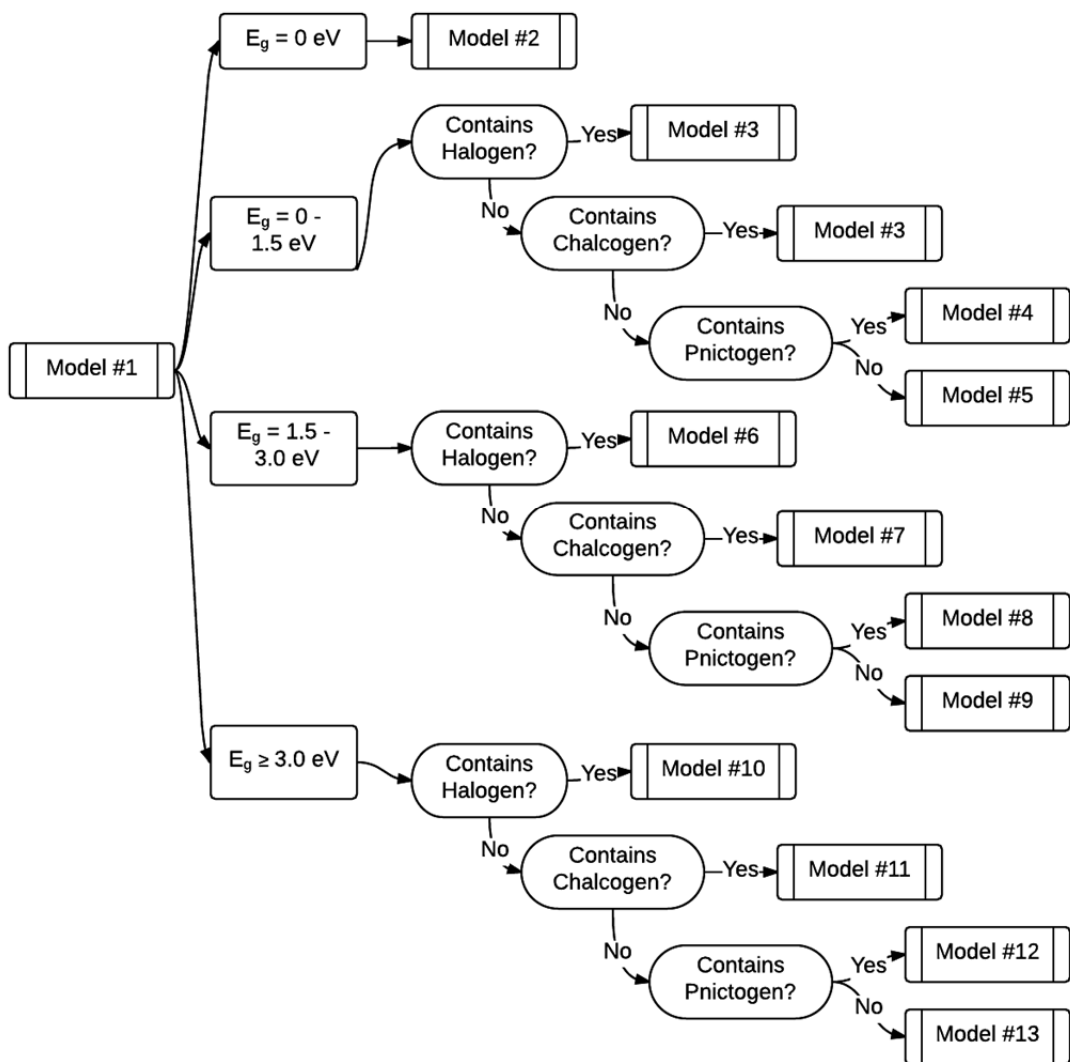 E_g = 0 eV
Model #2
Contains
Halogen?
Yes
Model #3
No
E_g = 0 -
1.5 eV
Contains
Chalcogen?
Yes
Model #3
No
Contains
Pnictogen?
Yes
Model #4
No
Model #5
Model #1
E_g = 1.5 -
3.0 eV
Contains
Halogen?
Yes
Model #6
No
Contains
Chalcogen?
Yes
Model #7
No
Contains
Pnictogen?
Yes
Model #8
No
Model #9
E_g ≥ 3.0 eV
Contains
Halogen?
Yes
Model #10
No
Contains
Chalcogen?
Yes
Model #11
No
Contains
Pnictogen?
Yes
Model #12
No
Model #13